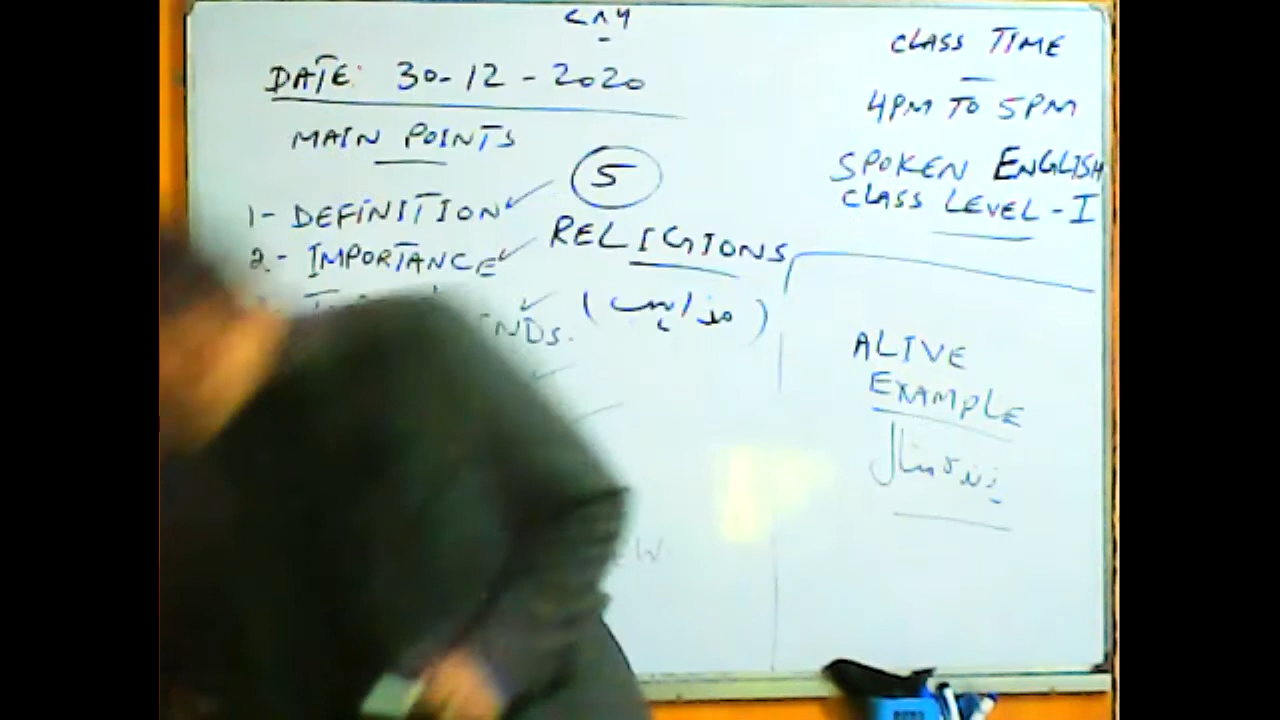 DATE: 30-12-2020
MAIN POINTS
5
1- DEFINITION
2- IMPORTANCE
NDS.
RELIGIONS
(مذاہب)
CLASS TIME
4PM TO 5PM
SPOKEN ENGLISH
CLASS LEVEL-I
ALIVE
EXAMPLE
زندہ مثال